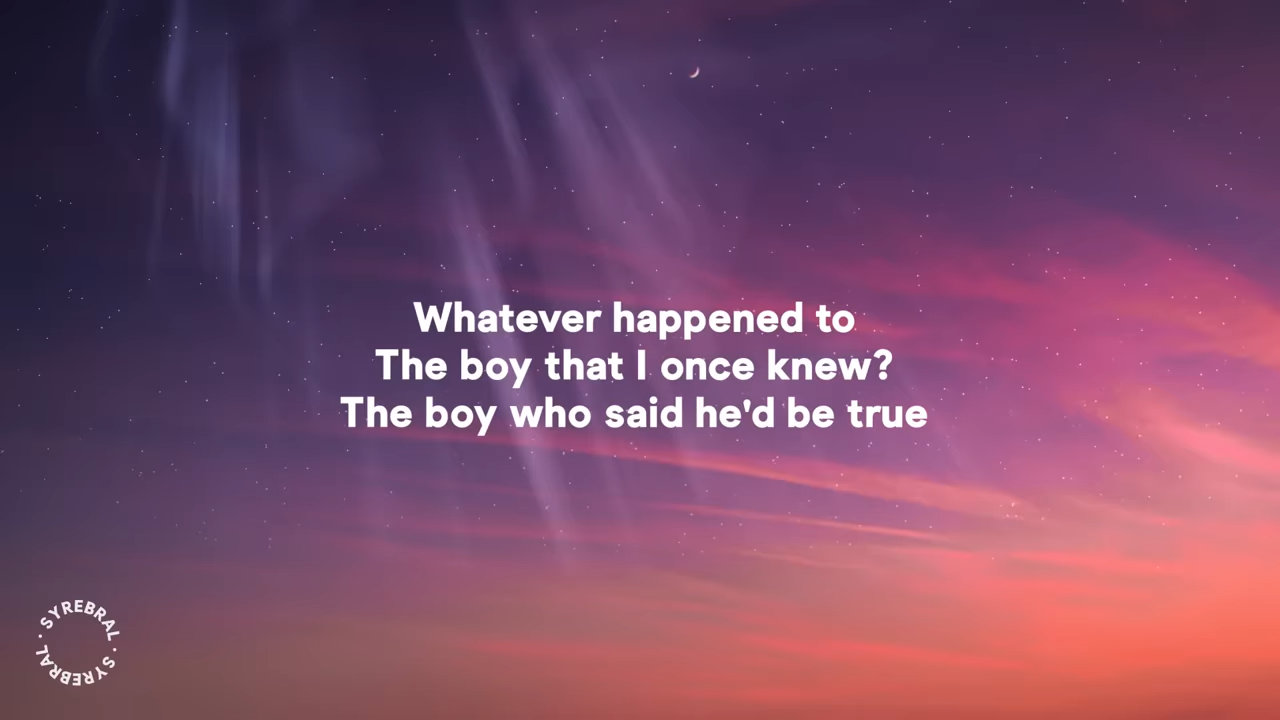 Whatever happened to
The boy that I once knew?
The boy who said he'd be true
SYREBRAL · SYREBRAL ·